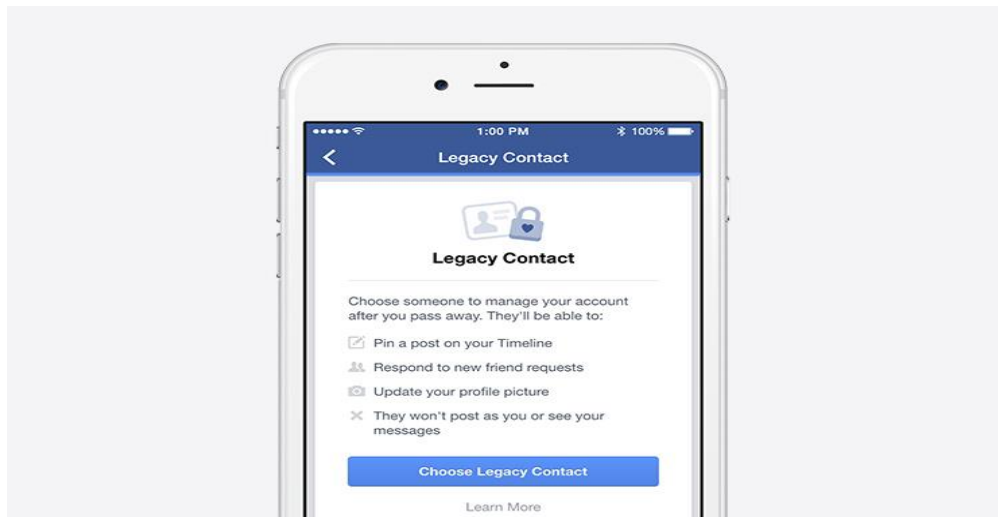 1:00 PM
100%
Legacy Contact
Legacy Contact
Choose someone to manage your account
after you pass away. They'll be able to:
Pin a post on your Timeline
Respond to new friend requests
Update your profile picture
They won't post as you or see your
messages
Choose Legacy Contact
Learn More